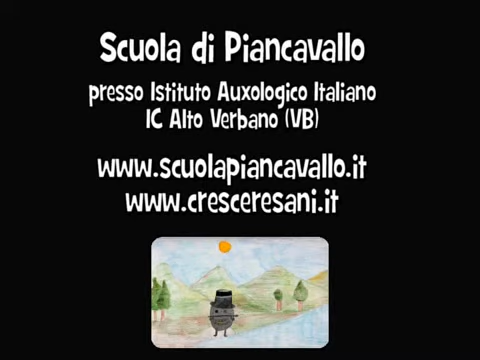 Scuola di Piancavallo
presso Istituto Auxologico Italiano
IC Alto Verbano (VB)
www.scuolapiancavallo.it
www.cresceresani.it